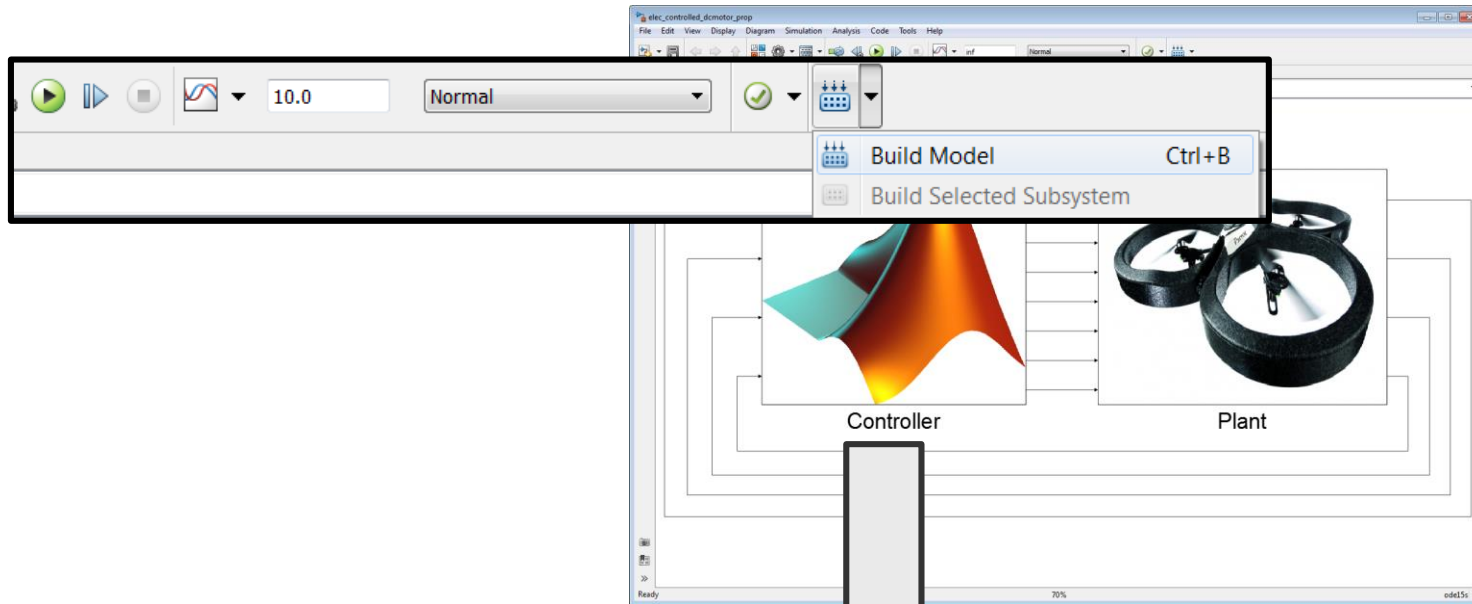 elec_controlled_dcmotor_prop
File Edit View Display Diagram Simulation Analysis Code Tools Help
inf Normal
10.0 Normal
Build Model Ctrl+B
Build Selected Subsystem
Controller Plant
Ready 70% ode15s